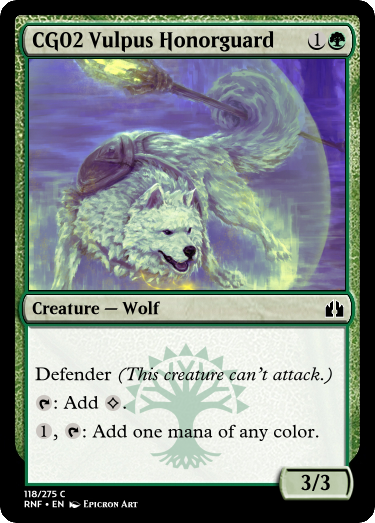 CG02 Vulpus Honorguard 1
Creature — Wolf
Defender (This creature can't attack.)
: Add .
1, : Add one mana of any color.
3/3
118/275 C
RNF • EN Epicron Art